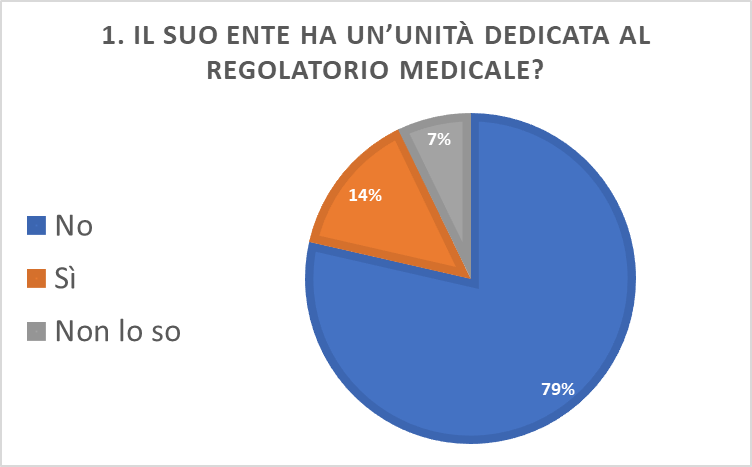 1. IL SUO ENTE HA UN’UNITÀ DEDICATA AL
REGOLATORIO MEDICALE?
7%
14%
No
Sì
Non lo so
79%